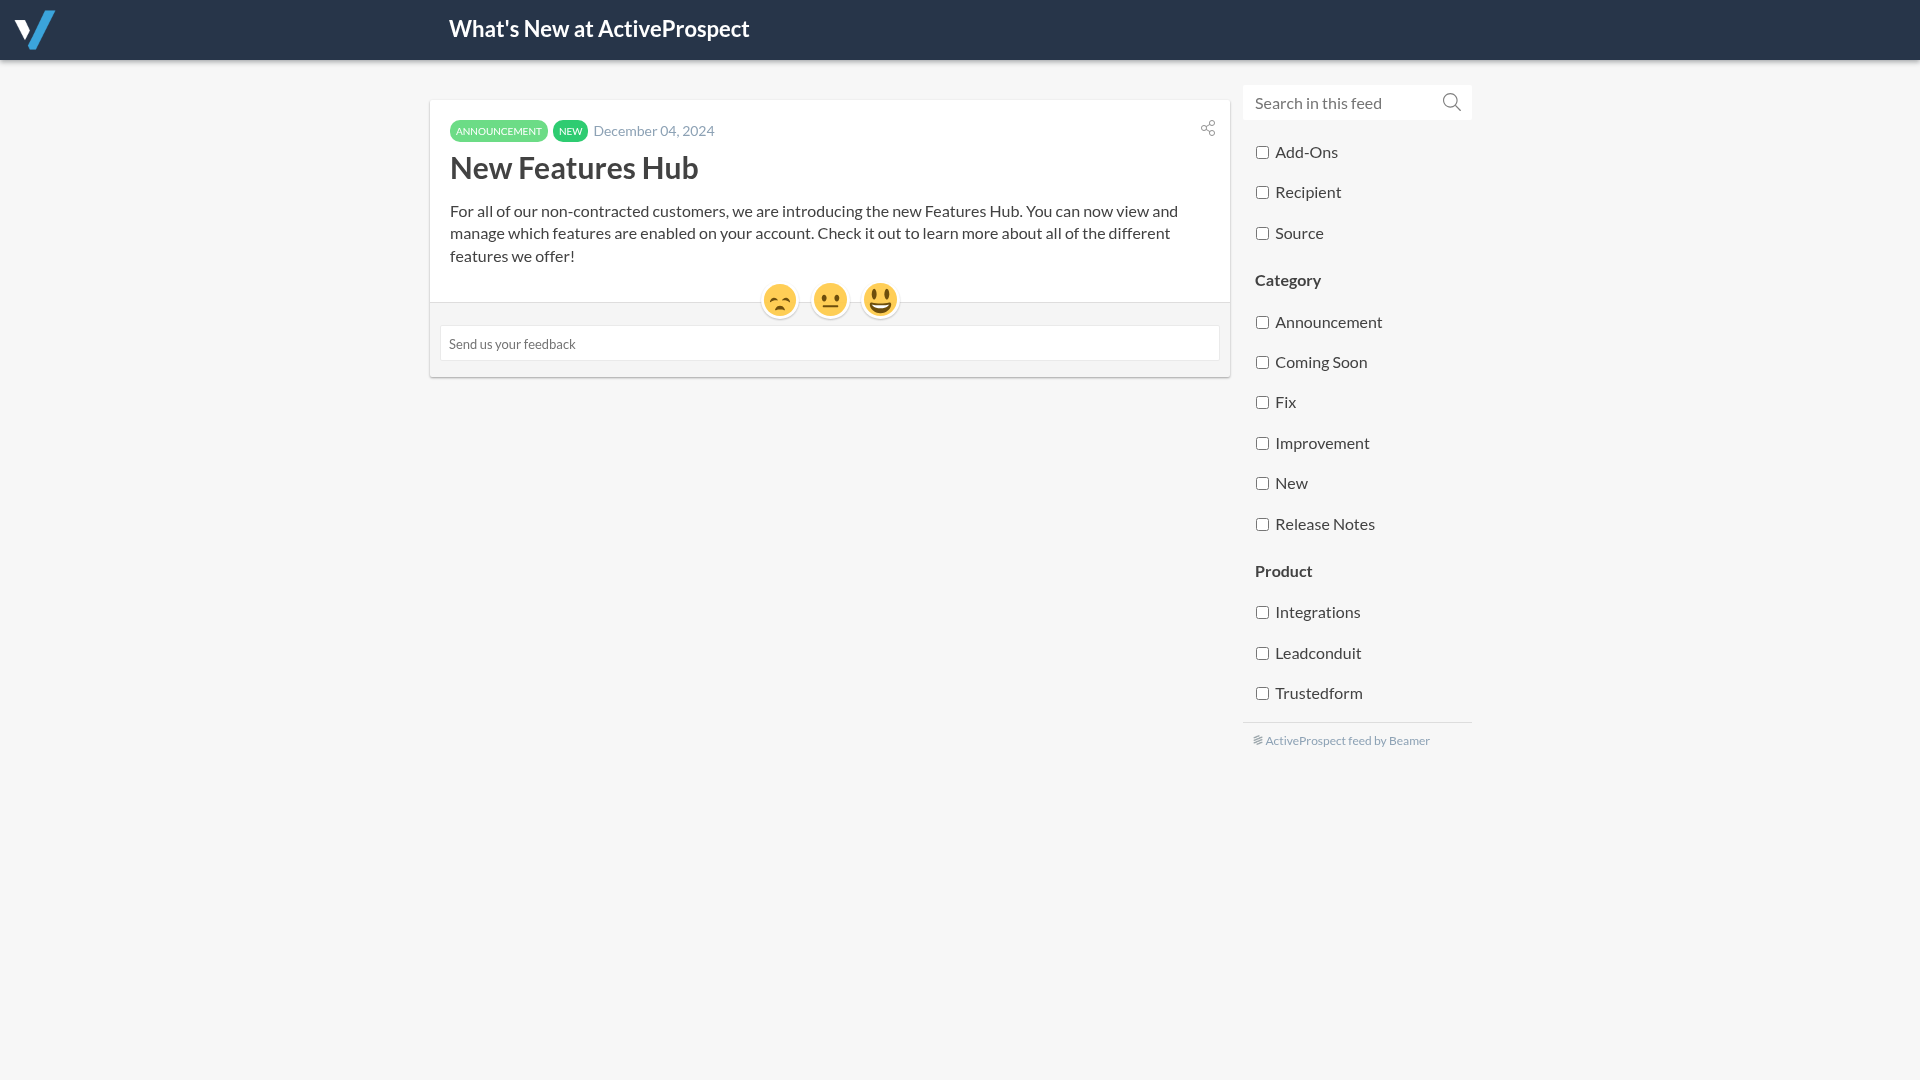 What's New at ActiveProspect
ANNOUNCEMENT NEW December 04, 2024
New Features Hub
For all of our non-contracted customers, we are introducing the new Features Hub. You can now view and
manage which features are enabled on your account. Check it out to learn more about all of the different
features we offer!
Send us your feedback
Search in this feed
Add-Ons
Recipient
Source
Category
Announcement
Coming Soon
Fix
Improvement
New
Release Notes
Product
Integrations
Leadconduit
Trustedform
ActiveProspect feed by Beamer